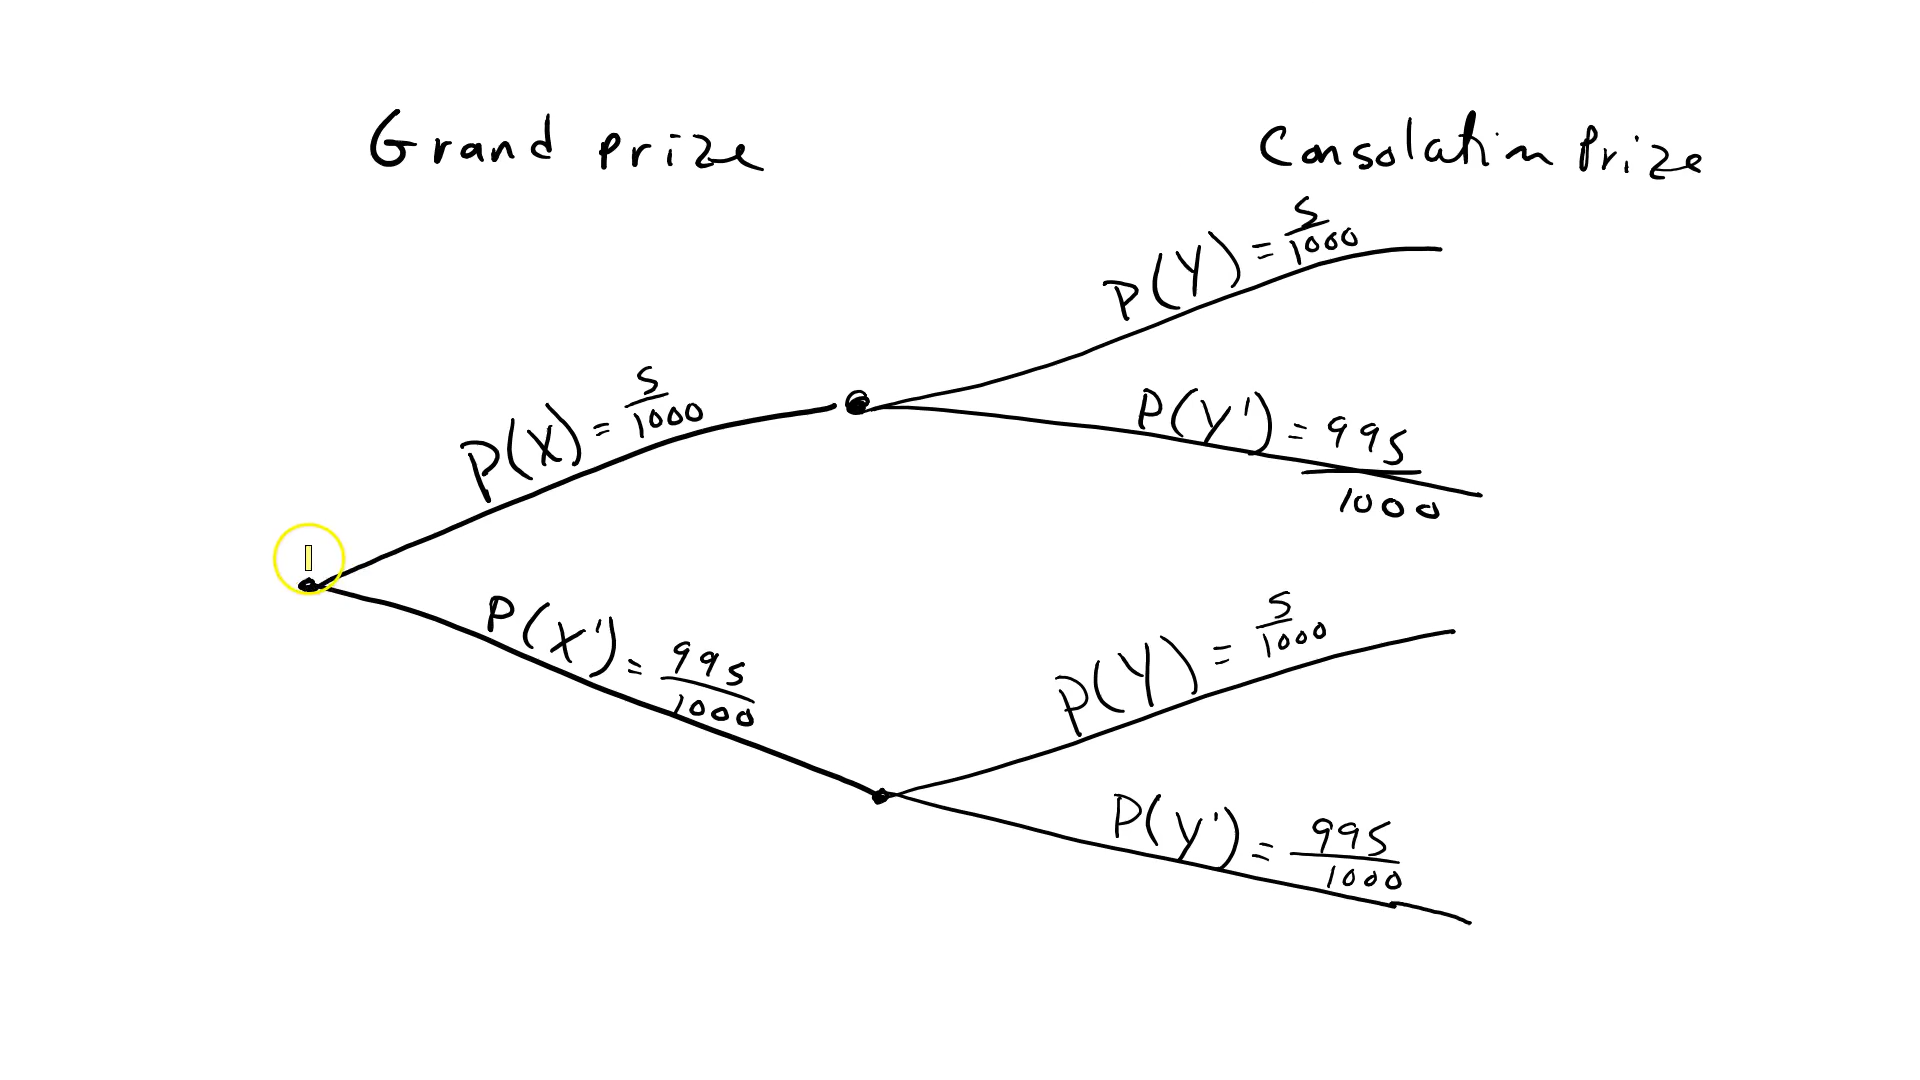 Grand prize
Consolation Prize
P(Y) = 5/1000
P(X) = 5/1000
P(Y') = 995/1000
P(X') = 995/1000
P(Y) = 5/1000
P(Y') = 995/1000